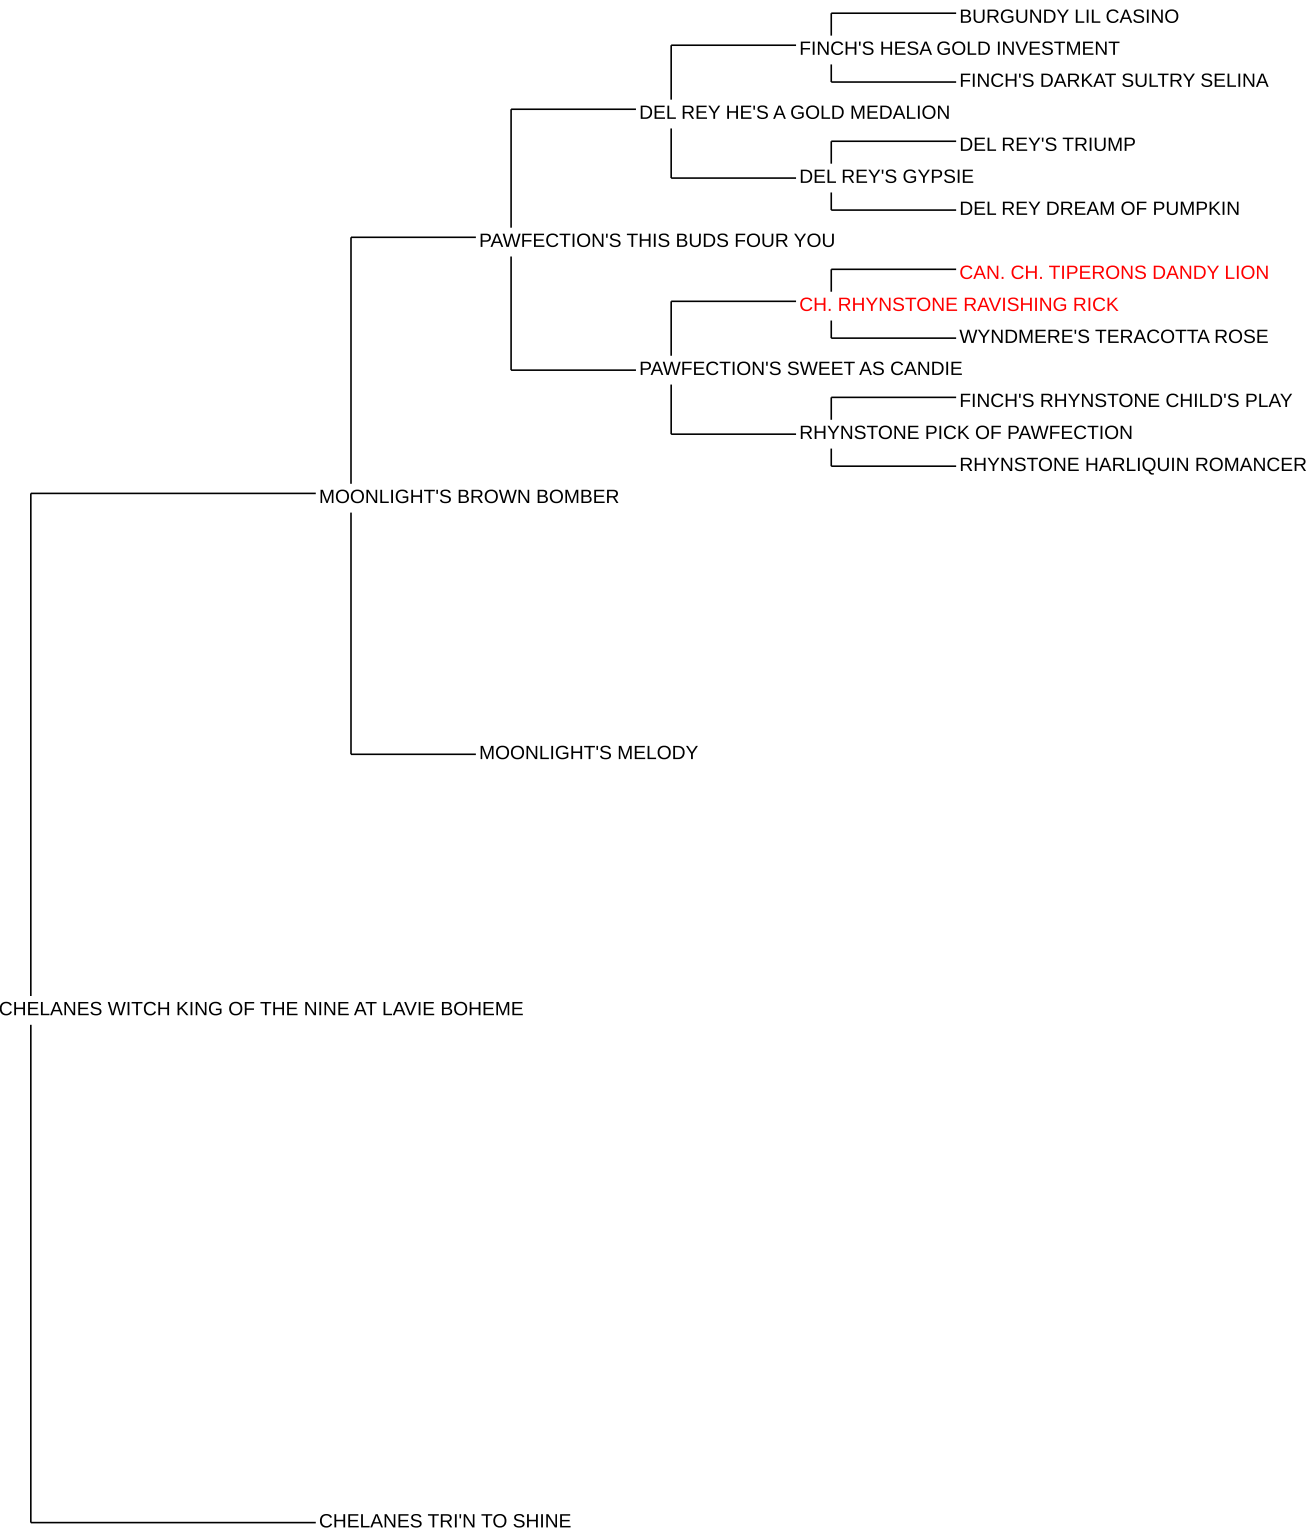 BURGUNDY LIL CASINO
FINCH'S HESA GOLD INVESTMENT
FINCH'S DARKAT SULTRY SELINA
DEL REY HE'S A GOLD MEDALION
DEL REY'S TRIUMP
DEL REY'S GYPSIE
DEL REY DREAM OF PUMPKIN
PAWFECTION'S THIS BUDS FOUR YOU
CAN. CH. TIPERONS DANDY LION
CH. RHYNSTONE RAVISHING RICK
WYNDMERE'S TERACOTTA ROSE
PAWFECTION'S SWEET AS CANDIE
FINCH'S RHYNSTONE CHILD'S PLAY
RHYNSTONE PICK OF PAWFECTION
RHYNSTONE HARLIQUIN ROMANCER
MOONLIGHT'S BROWN BOMBER
MOONLIGHT'S MELODY
CHELANES WITCH KING OF THE NINE AT LAVIE BOHEME
CHELANES TRI'N TO SHINE